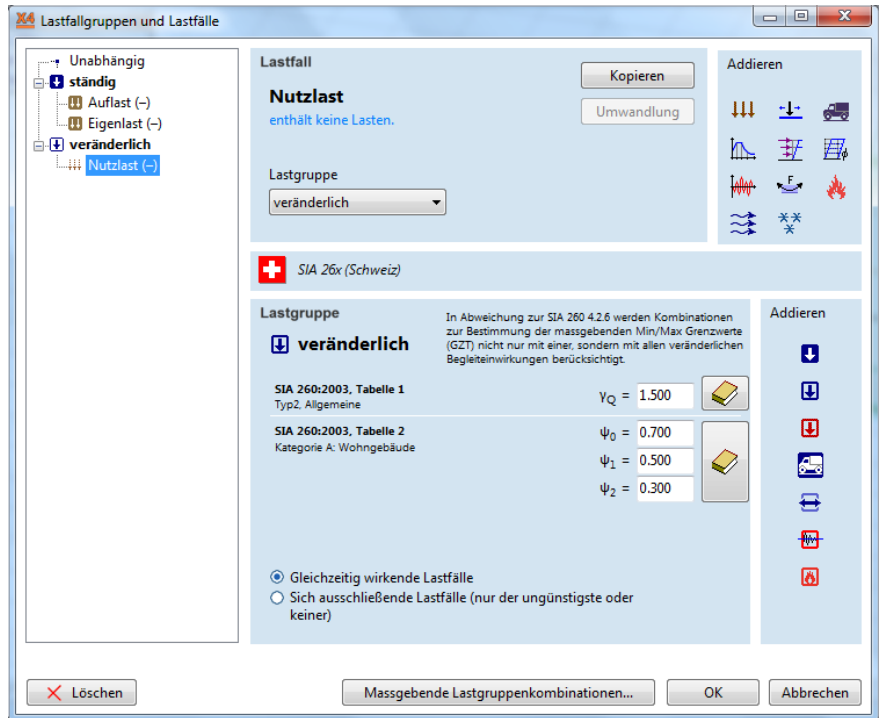 X4 Lastfallgruppen und Lastfälle
Unabhängig
ständig
Auflast (–)
Eigenlast (–)
veränderlich
Nutzlast (–)
Lastfall
Nutzlast
enthält keine Lasten.
Kopieren
Umwandlung
Lastgruppe
veränderlich
Addieren
F
ϕ
SIA 26x (Schweiz)
Lastgruppe
veränderlich
In Abweichung zur SIA 260 4.2.6 werden Kombinationen
zur Bestimmung der massgebenden Min/Max Grenzwerte
(GZT) nicht nur mit einer, sondern mit allen veränderlichen
Begleiteinwirkungen berücksichtigt.
SIA 260:2003, Tabelle 1
Typ2, Allgemeine
γQ = 1.500
SIA 260:2003, Tabelle 2
Kategorie A: Wohngebäude
ψ0 = 0.700
ψ1 = 0.500
ψ2 = 0.300
Gleichzeitig wirkende Lastfälle
Sich ausschließende Lastfälle (nur der ungünstigste oder
keiner)
Addieren
Löschen
Massgebende Lastgruppenkombinationen...
OK
Abbrechen